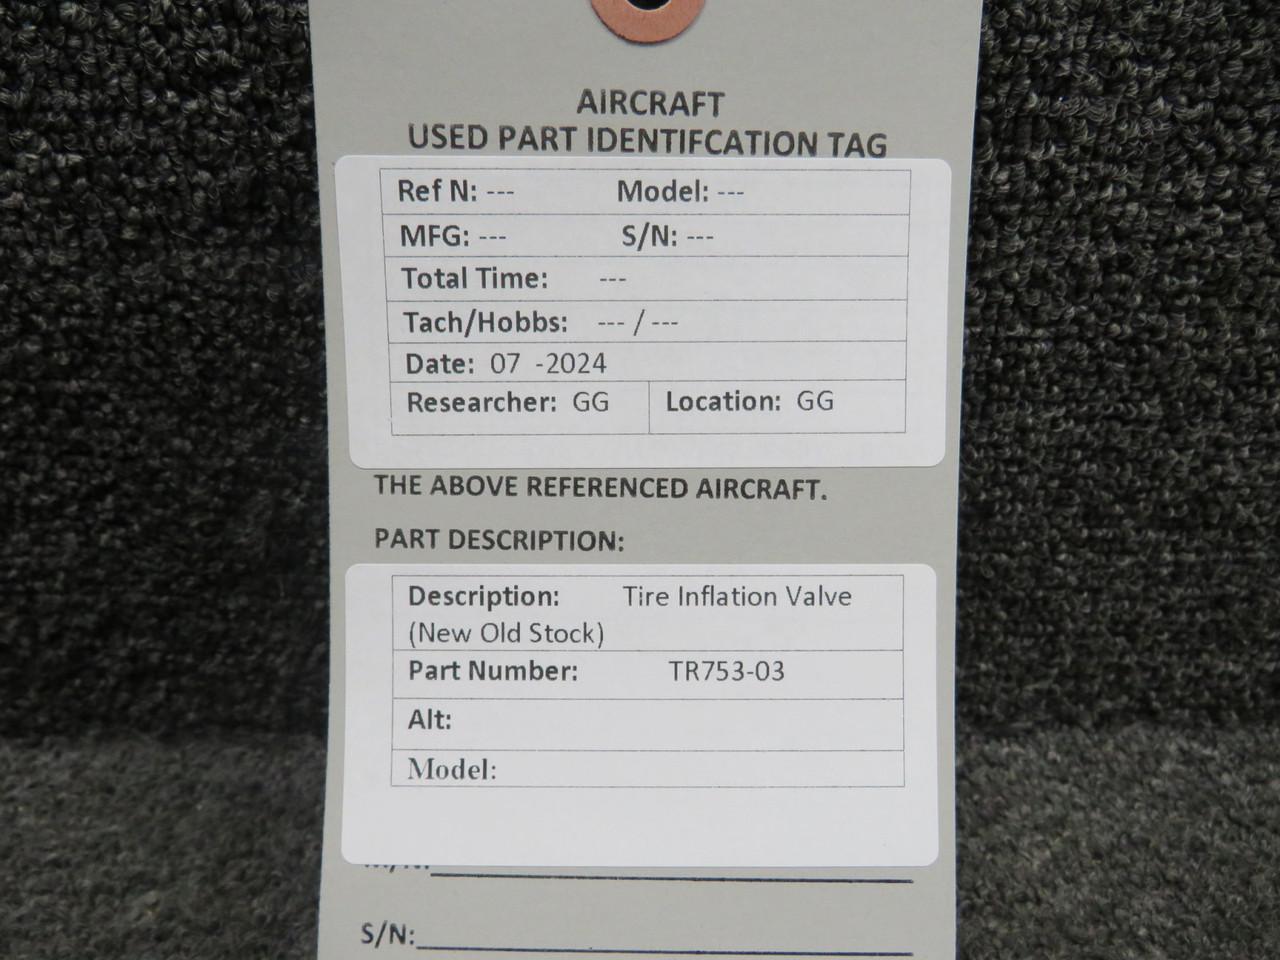 AIRCRAFT
USED PART IDENTIFCATION TAG
Ref N: --- Model: ---
MFG: --- S/N: ---
Total Time: ---
Tach/Hobbs: --- / ---
Date: 07 -2024
Researcher: GG Location: GG
THE ABOVE REFERENCED AIRCRAFT.
PART DESCRIPTION:
Description: Tire Inflation Valve
(New Old Stock)
Part Number: TR753-03
Alt:
Model:
S/N: